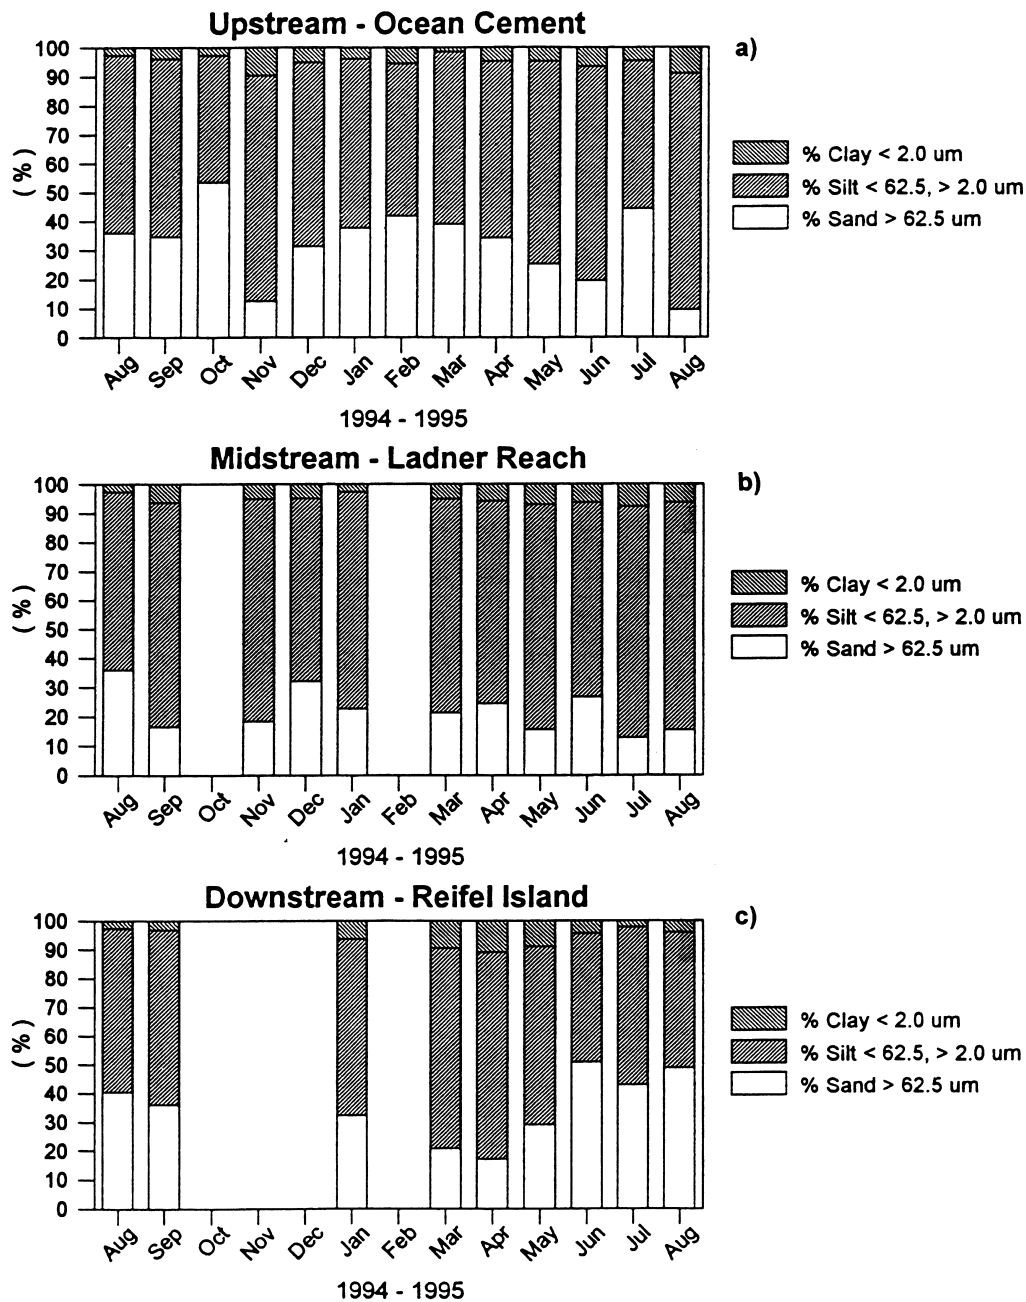 Upstream - Ocean Cement
a)
100
90
80
70
60
50
40
30
20
10
0
( % )
Aug Sep Oct Nov Dec Jan Feb Mar Apr May Jun Jul Aug
1994 - 1995
% Clay < 2.0 um
% Silt < 62.5, > 2.0 um
% Sand > 62.5 um
Midstream - Ladner Reach
b)
100
90
80
70
60
50
40
30
20
10
0
( % )
Aug Sep Oct Nov Dec Jan Feb Mar Apr May Jun Jul Aug
1994 - 1995
% Clay < 2.0 um
% Silt < 62.5, > 2.0 um
% Sand > 62.5 um
Downstream - Reifel Island
c)
100
90
80
70
60
50
40
30
20
10
0
( % )
Aug Sep Oct Nov Dec Jan Feb Mar Apr May Jun Jul Aug
1994 - 1995
% Clay < 2.0 um
% Silt < 62.5, > 2.0 um
% Sand > 62.5 um